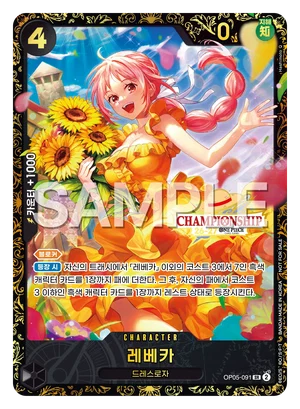 4
지혜
知
0
카운터 +1000
SAMPLE
CHAMPIONSHIP
ONE PIECE
블로커
등장 시 자신의 트래시에서 「레베카」 이외의 코스트 3에서 7인 흑색
캐릭터 카드를 1장까지 패에 더한다. 그 후, 자신의 패에서 코스트
3 이하인 흑색 캐릭터 카드를 1장까지 레스트 상태로 등장시킨다.
CHARACTER
레베카
드레스로자
OP05-091 SR 2